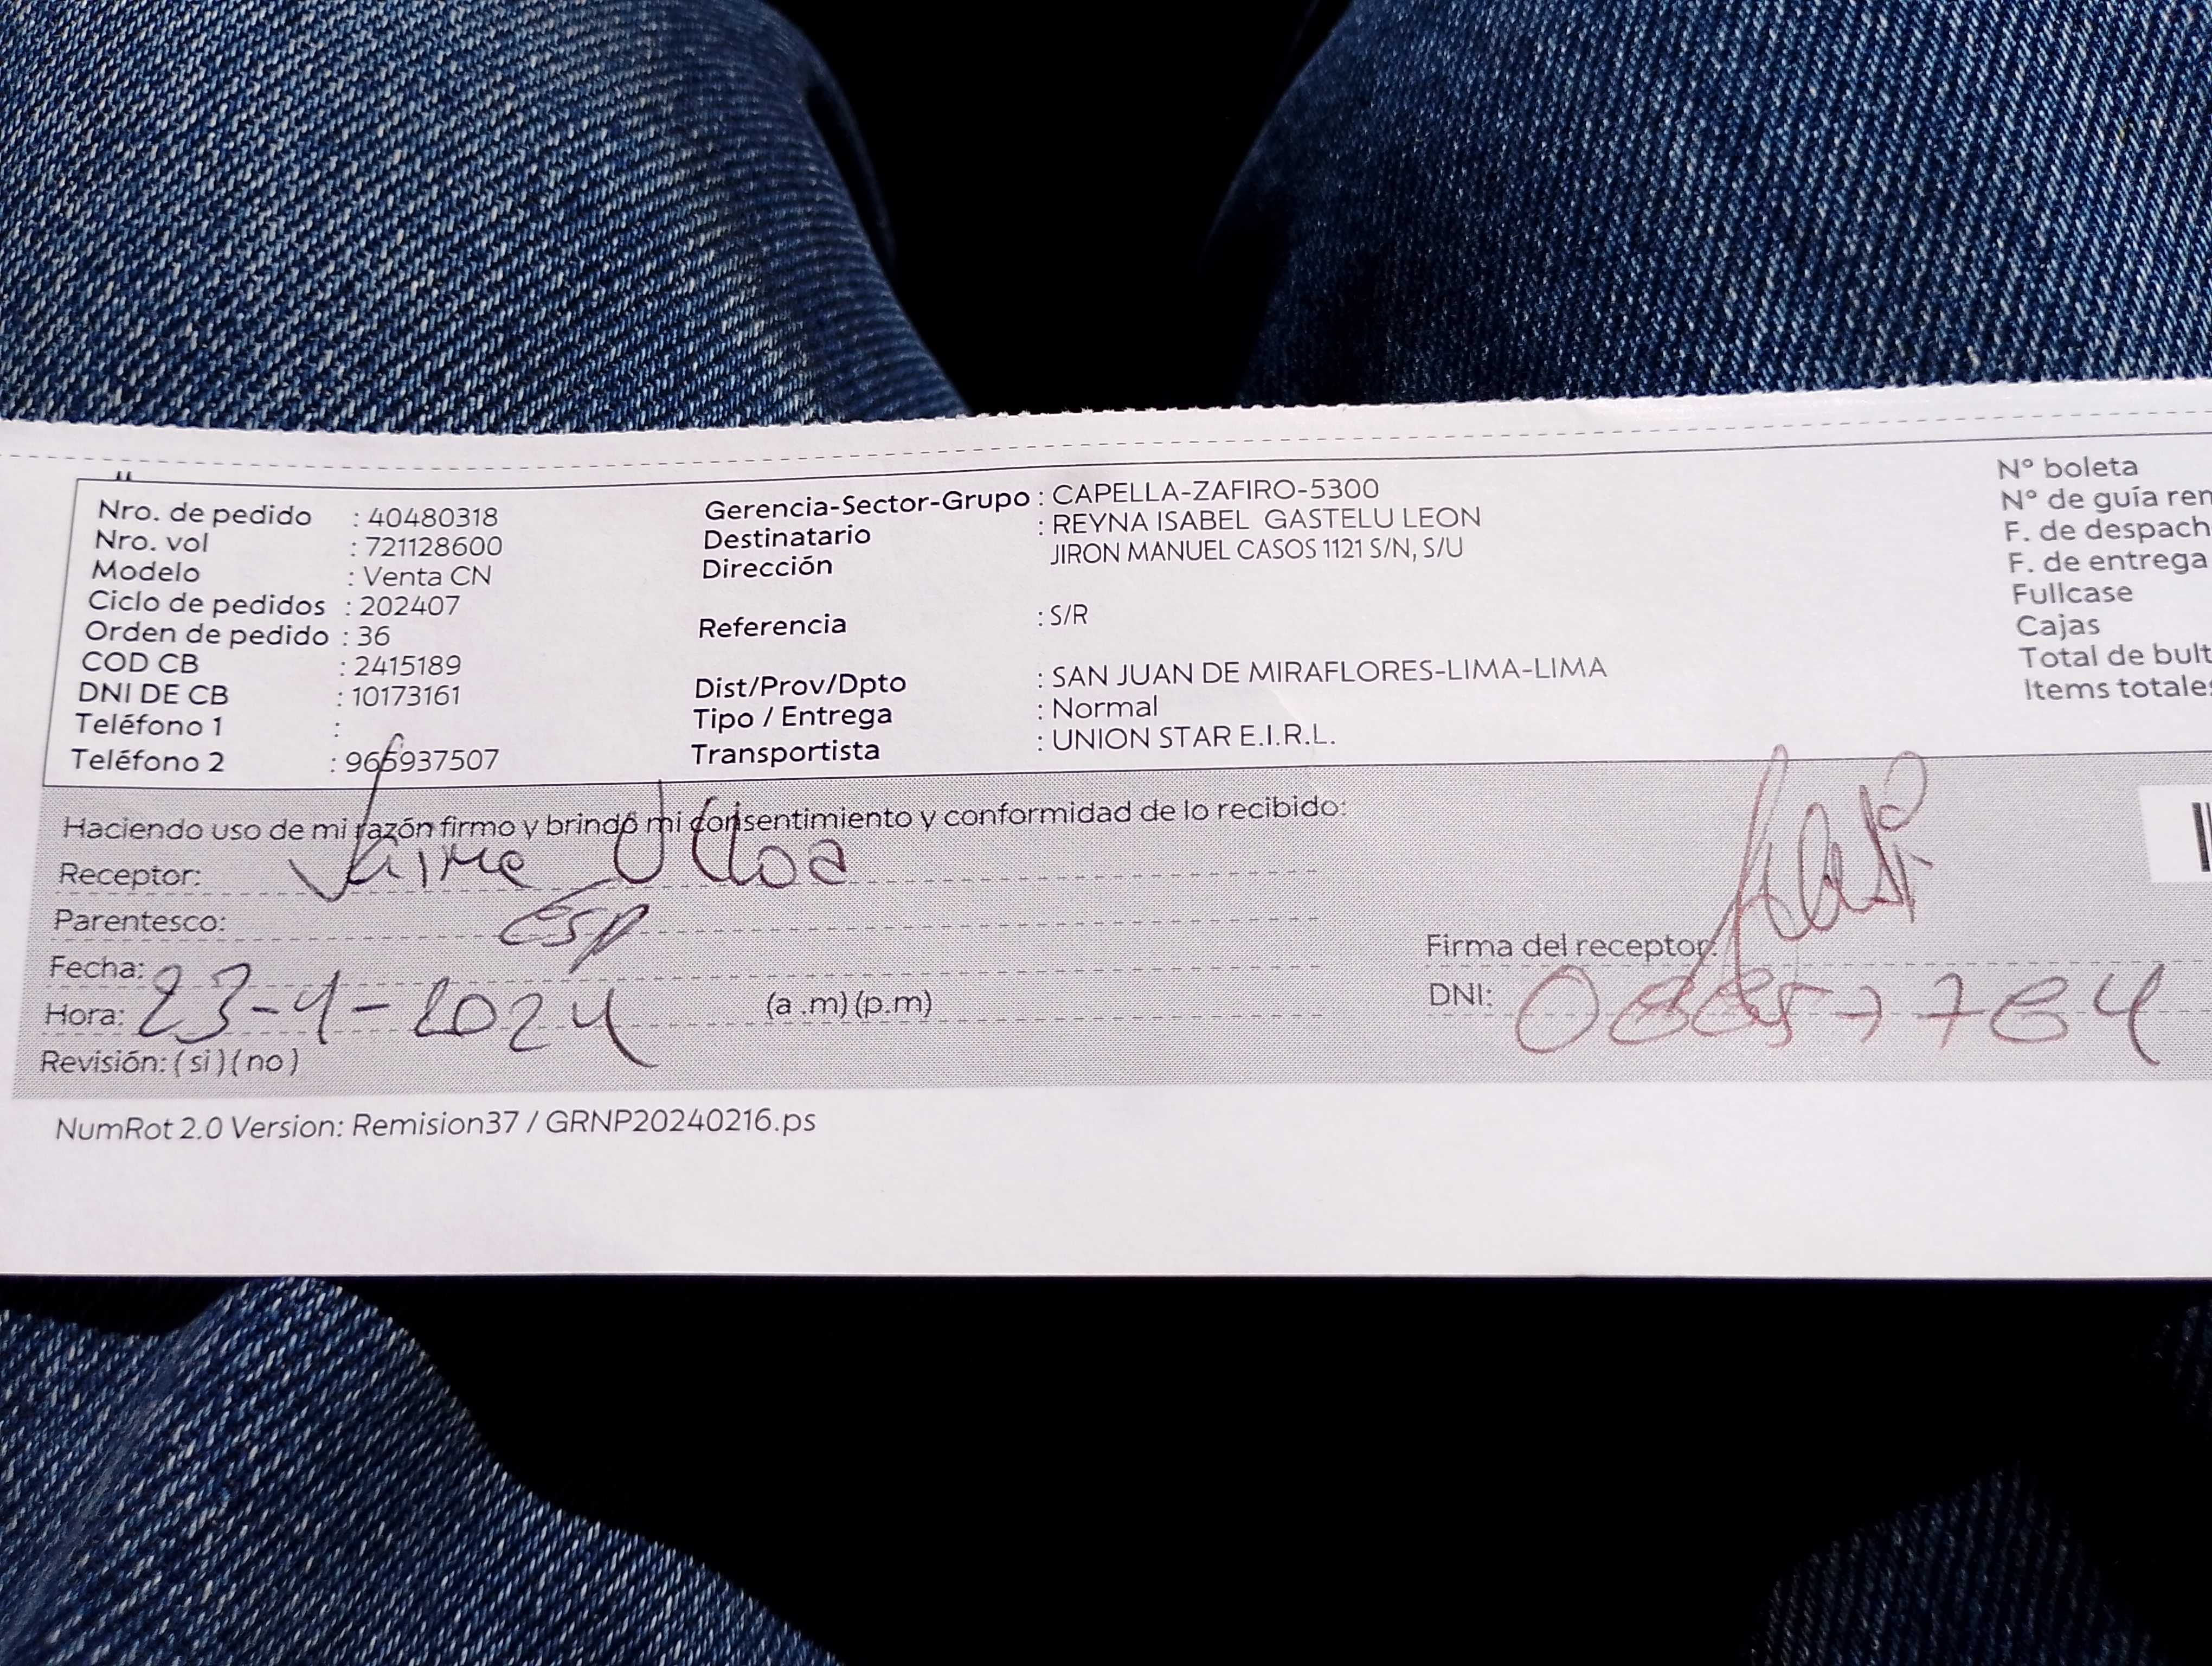 Nro. de pedido : 40480318
Nro. vol : 721128600
Modelo : Venta CN
Ciclo de pedidos : 202407
Orden de pedido : 36
COD CB : 2415189
DNI DE CB : 10173161
Teléfono 1 :
Teléfono 2 : 965937507
Gerencia-Sector-Grupo : CAPELLA-ZAFIRO-5300
Destinatario : REYNA ISABEL GASTELU LEON
Dirección JIRON MANUEL CASOS 1121 S/N, S/U
Referencia : S/R
Dist/Prov/Dpto : SAN JUAN DE MIRAFLORES-LIMA-LIMA
Tipo / Entrega : Normal
Transportista : UNION STAR E.I.R.L.
Nº boleta
Nº de guía rem
F. de despach
F. de entrega
Fullcase
Cajas
Total de bult
Items totales
Haciendo uso de mi razón firmo y brindo mi consentimiento y conformidad de lo recibido:
Receptor: Jaime Ulloa
Parentesco: Esp
Fecha: 23-4-2024
Hora: (a .m) (p.m)
Revisión: ( si ) ( no )
Firma del receptor:
DNI:
NumRot 2.0 Version: Remision37 / GRNP20240216.ps